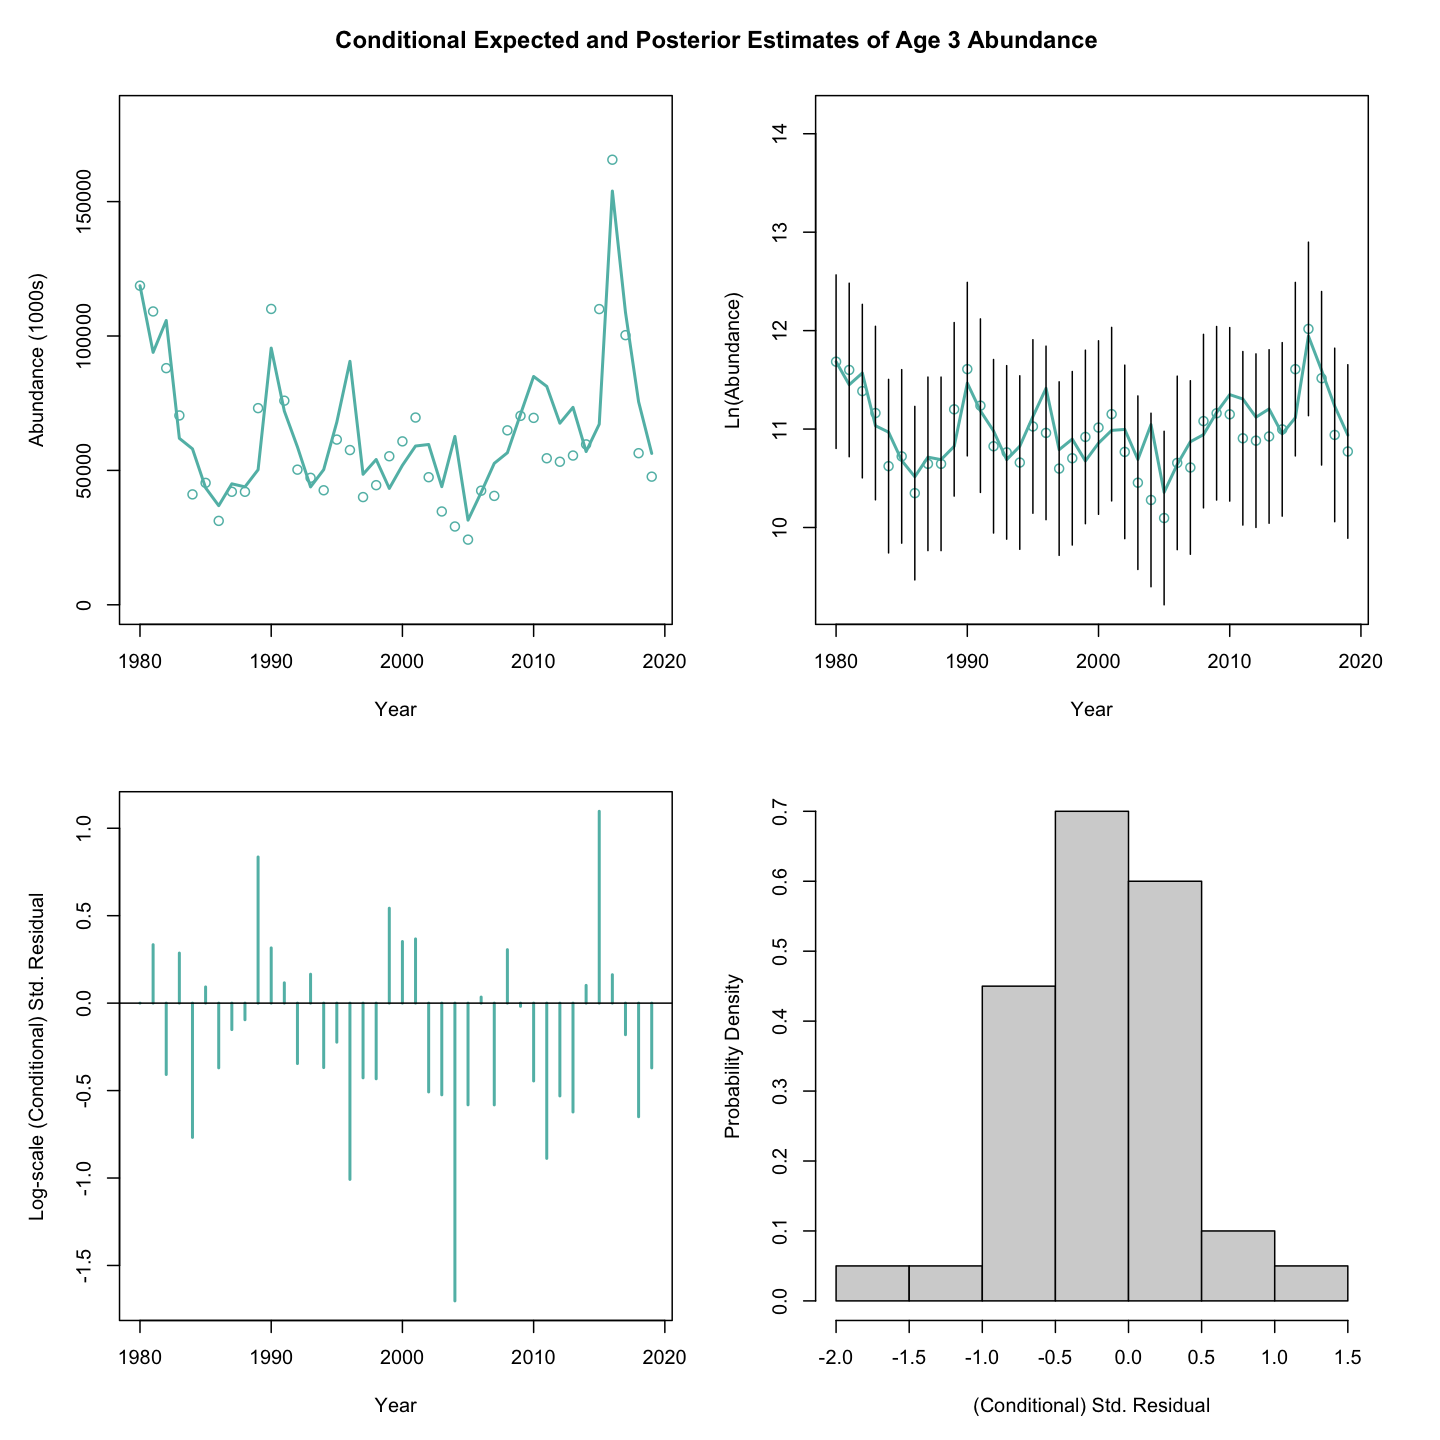 Conditional Expected and Posterior Estimates of Age 3 Abundance
Abundance (1000s)
150000
100000
50000
0
1980 1990 2000 2010 2020
Year
Ln(Abundance)
14
13
12
11
10
1980 1990 2000 2010 2020
Year
Log-scale (Conditional) Std. Residual
1.0
0.5
0.0
-0.5
-1.0
-1.5
1980 1990 2000 2010 2020
Year
Probability Density
0.7
0.6
0.5
0.4
0.3
0.2
0.1
0.0
-2.0 -1.5 -1.0 -0.5 0.0 0.5 1.0 1.5
(Conditional) Std. Residual